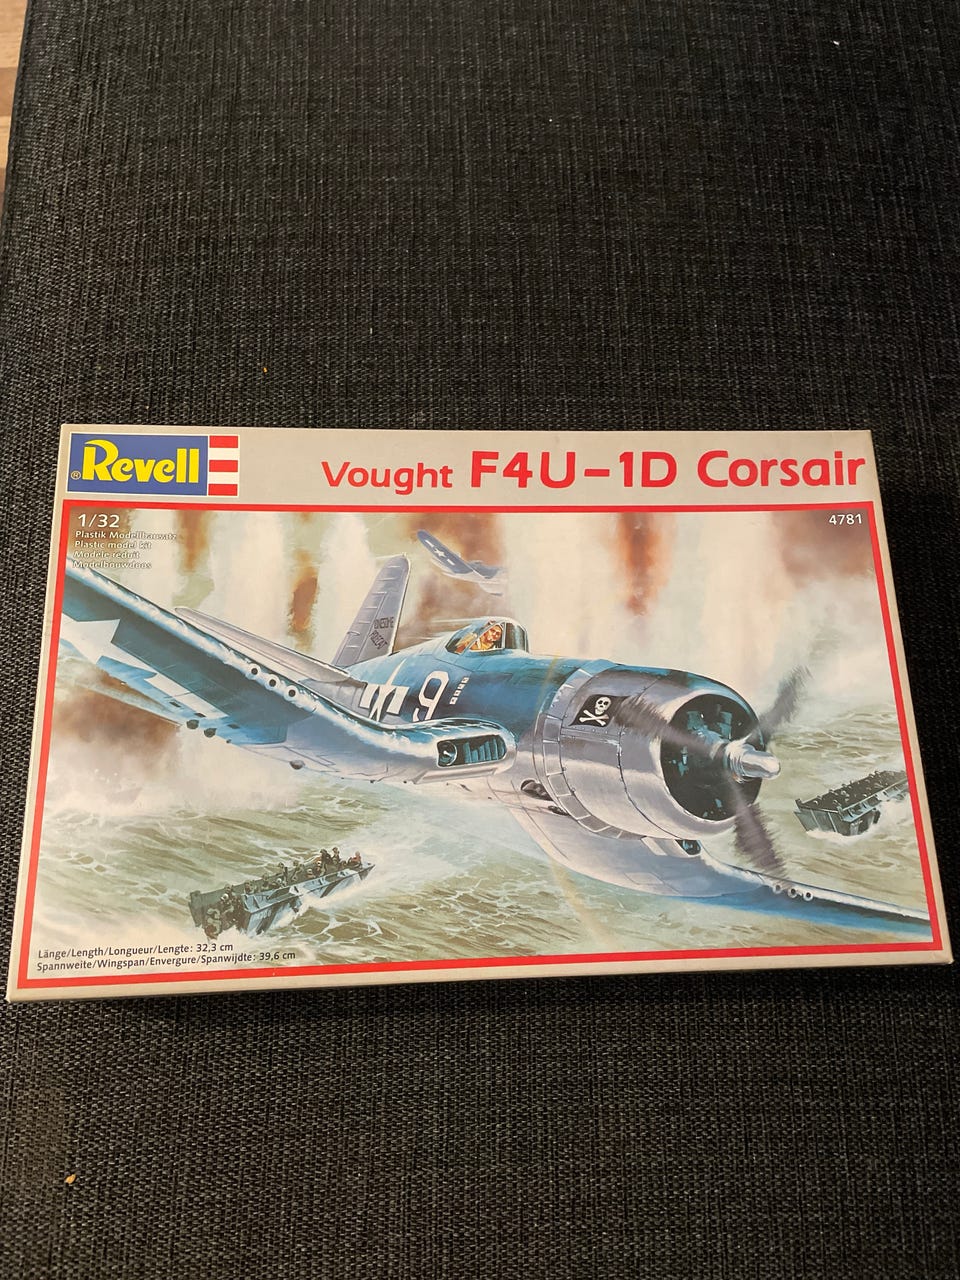 ®Revell
Vought F4U-1D Corsair
1/32
Plastik Modellbausatz
Plastic model kit
Modèle réduit
Modelbouwdoos
4781
9
Länge/Length/Longueur/Lengte: 32,3 cm
Spannweite/Wingspan/Envergure/Spanwijdte: 39,6 cm